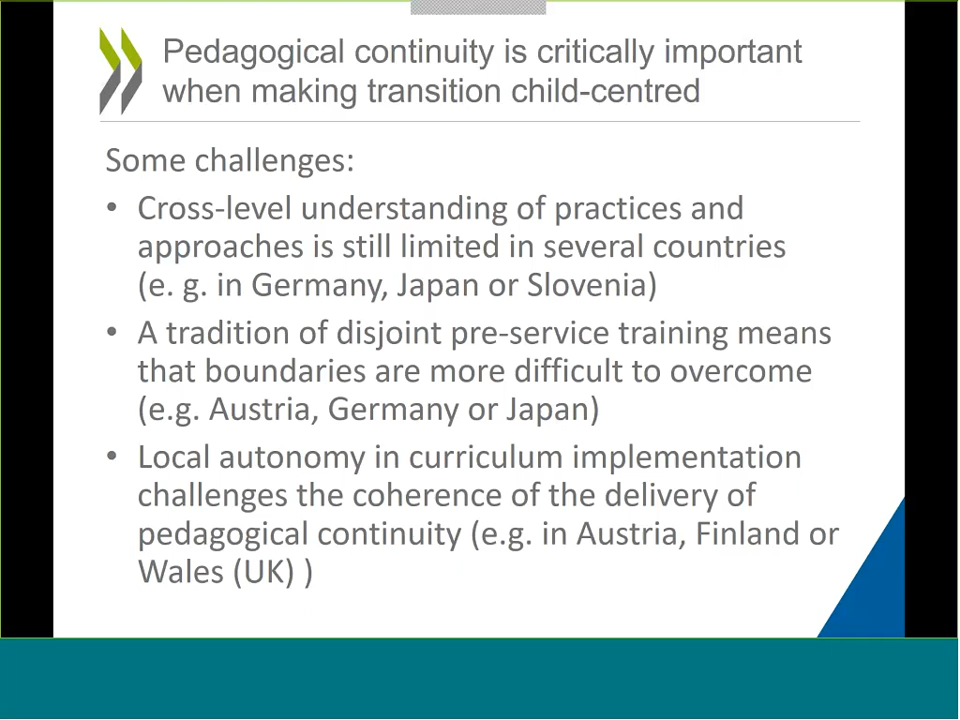 Pedagogical continuity is critically important
when making transition child-centred
Some challenges:
• Cross-level understanding of practices and
approaches is still limited in several countries
(e. g. in Germany, Japan or Slovenia)
• A tradition of disjoint pre-service training means
that boundaries are more difficult to overcome
(e.g. Austria, Germany or Japan)
• Local autonomy in curriculum implementation
challenges the coherence of the delivery of
pedagogical continuity (e.g. in Austria, Finland or
Wales (UK) )